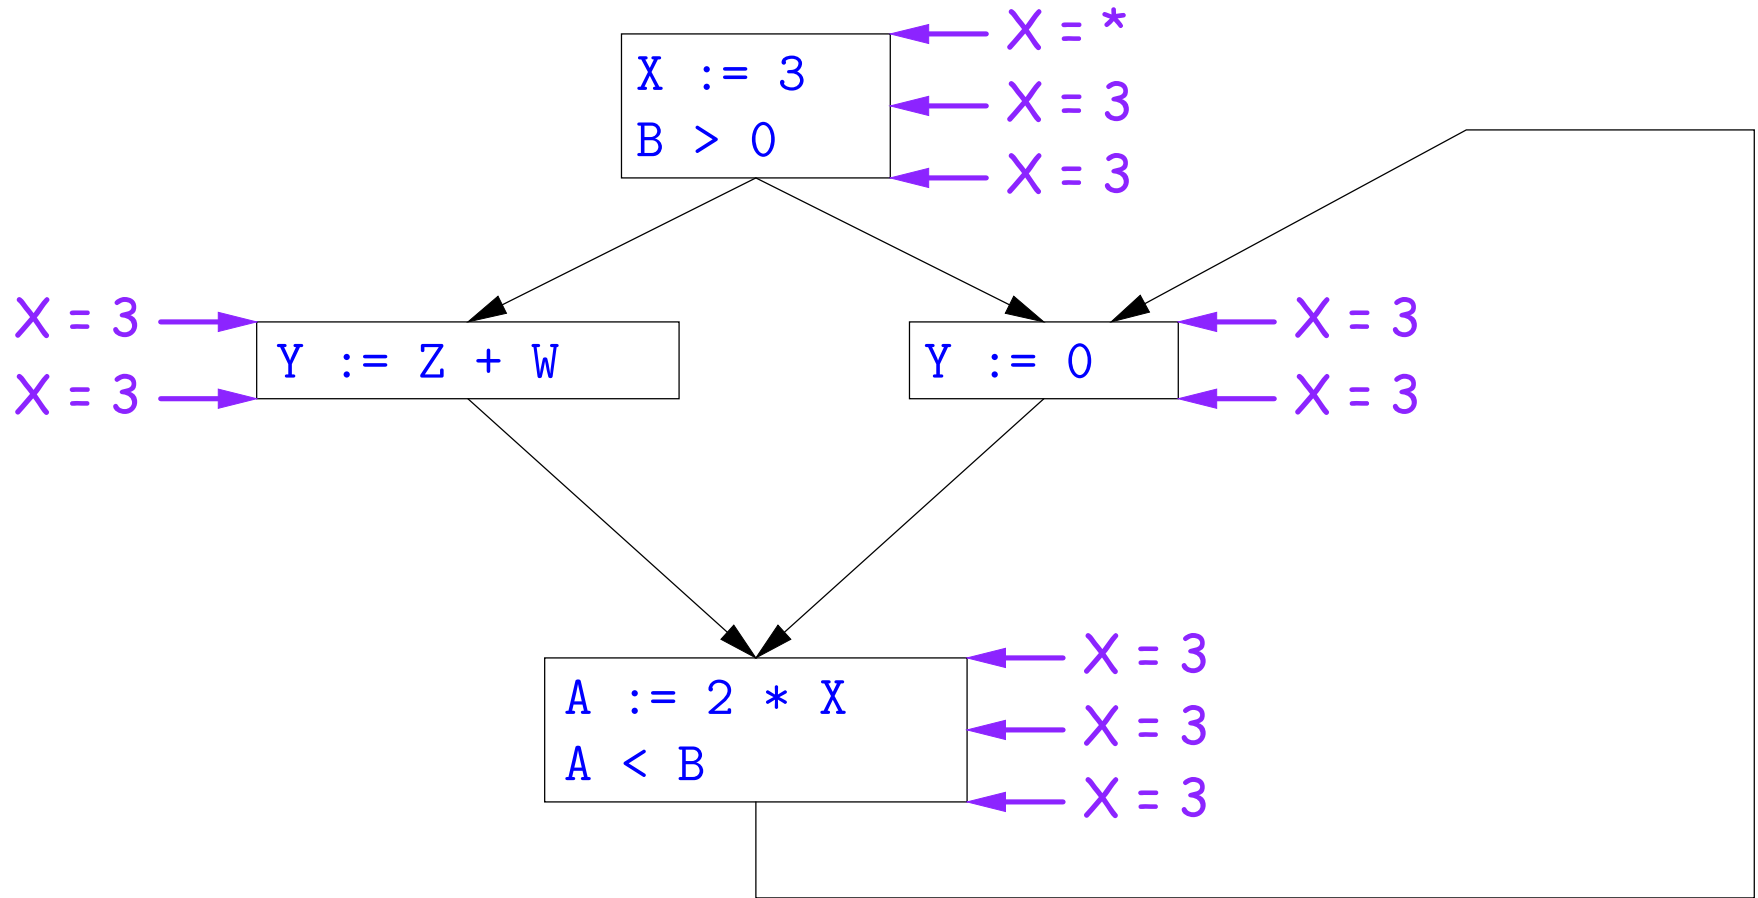 X = *
X := 3
X = 3
B > 0
X = 3
X = 3
X = 3
Y := Z + W
Y := 0
X = 3
X = 3
X = 3
A := 2 * X
X = 3
A < B
X = 3